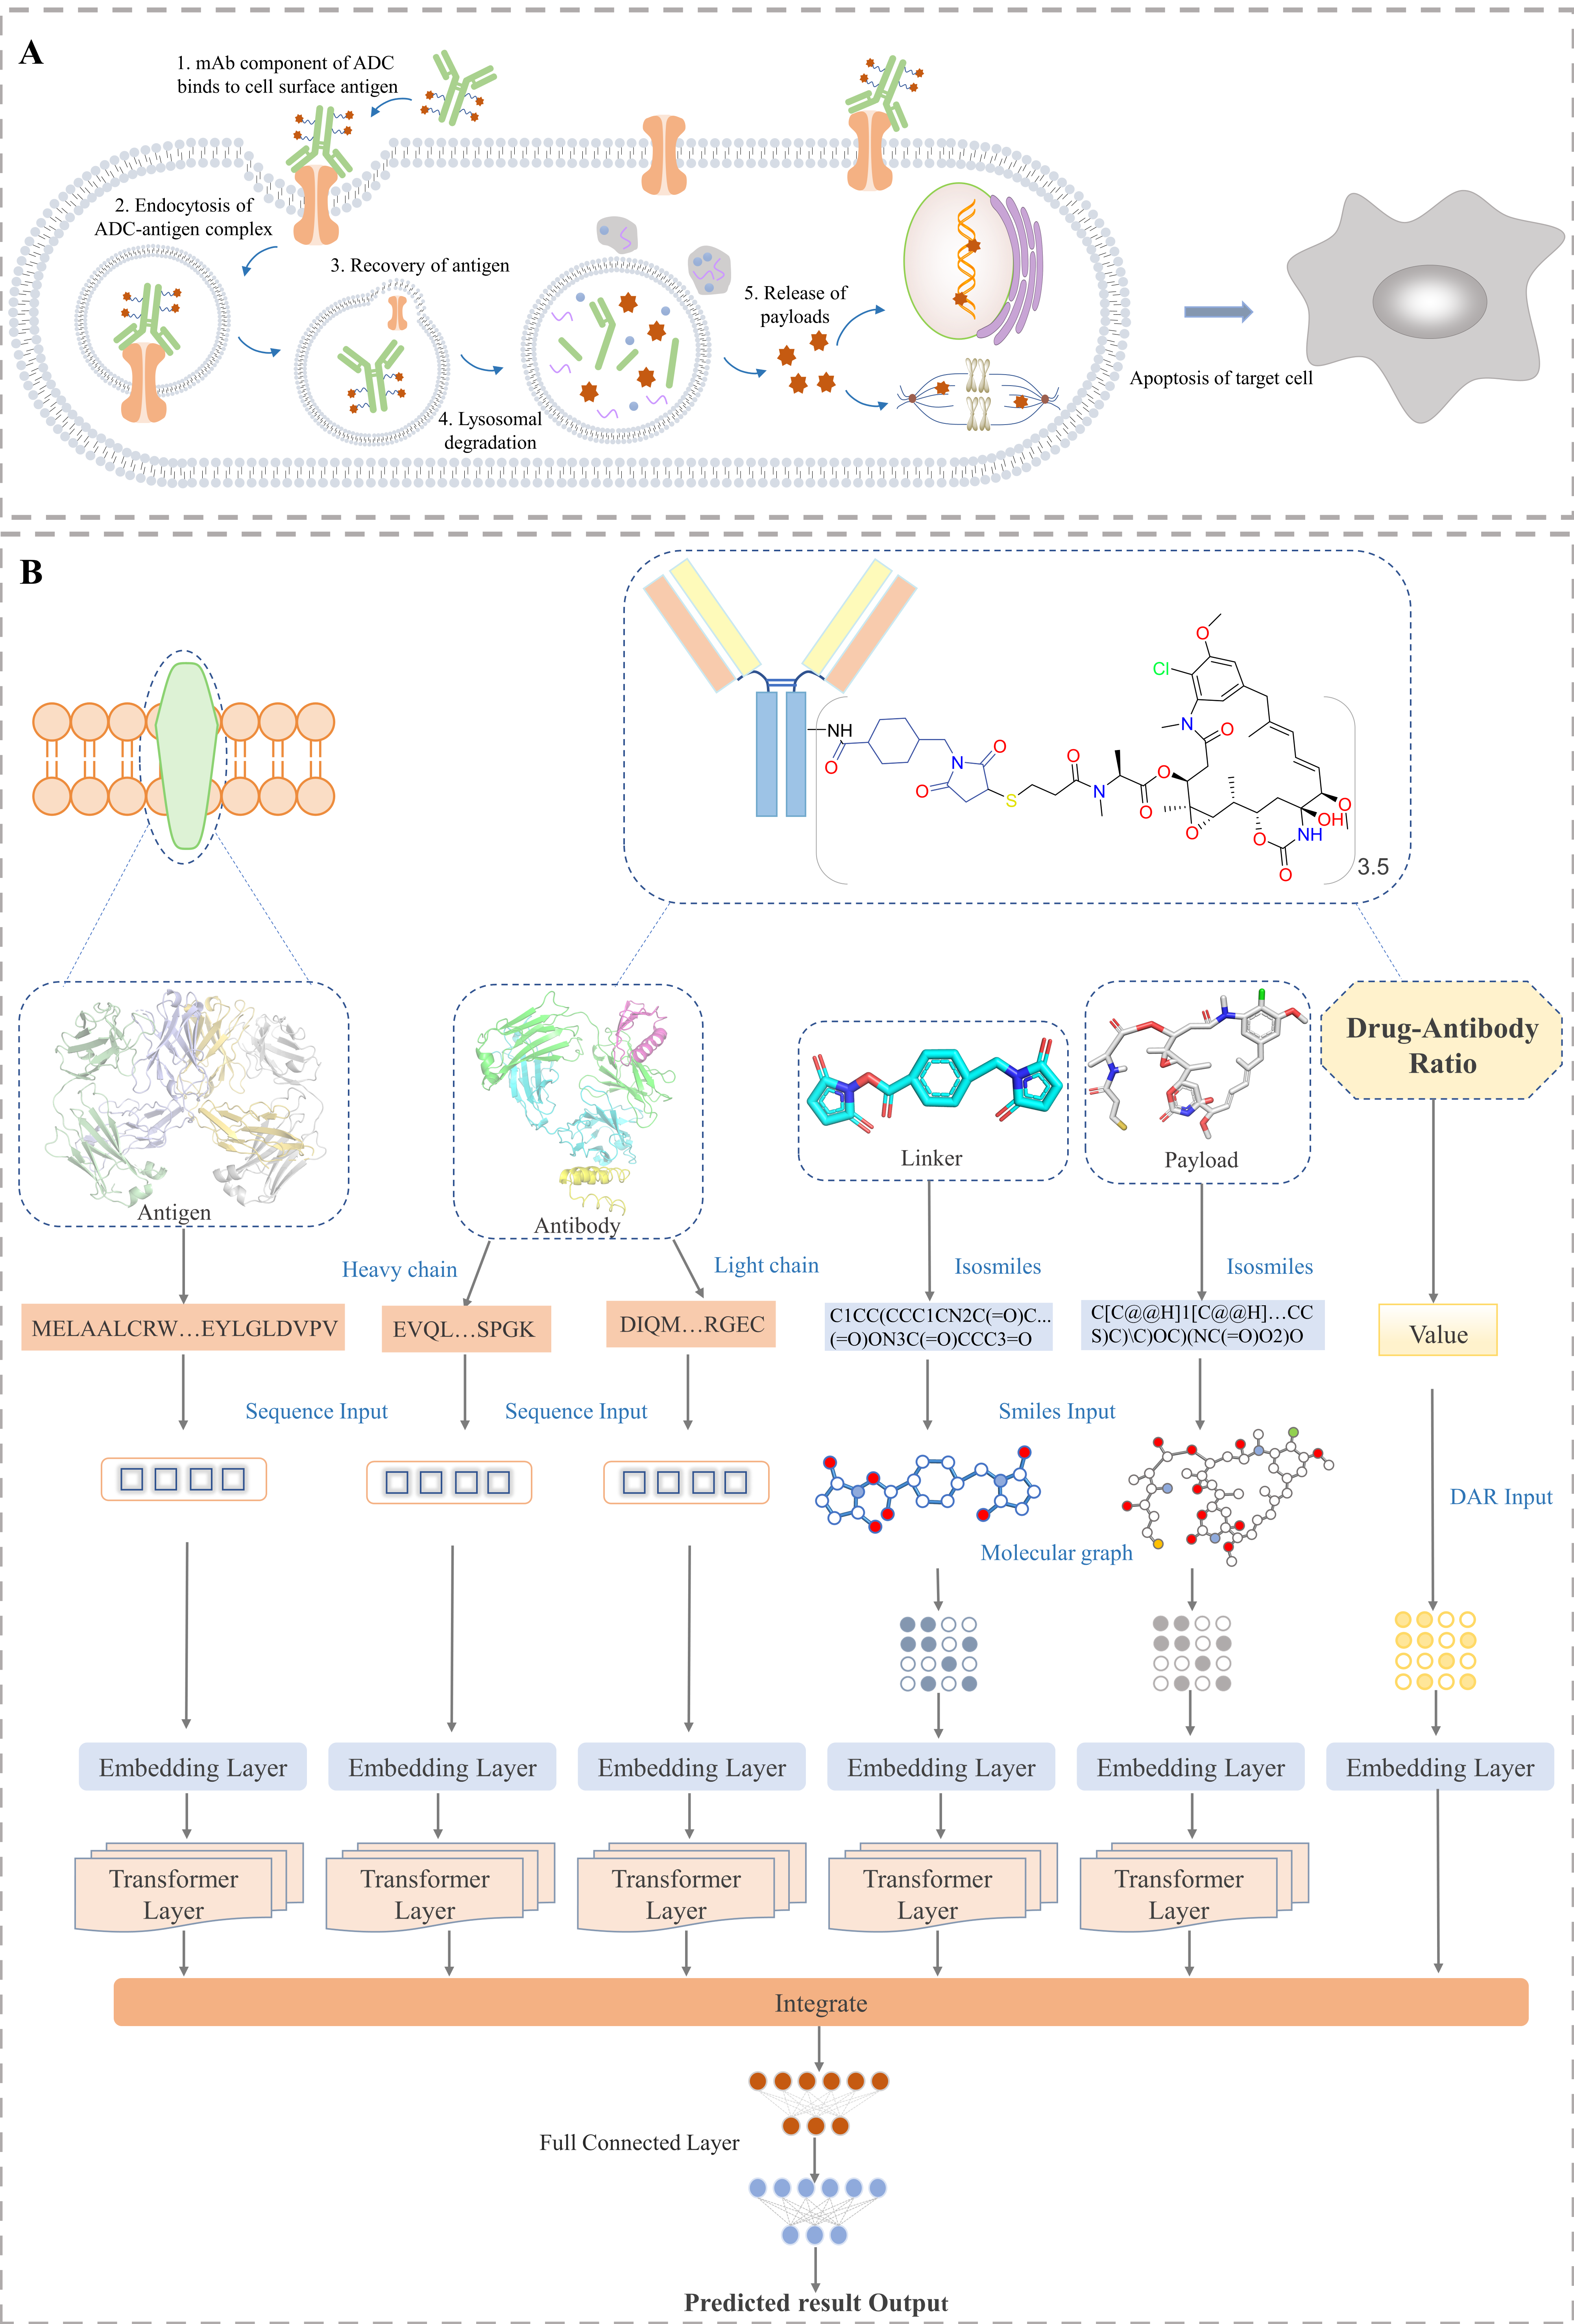 A
1. mAb component of ADC
binds to cell surface antigen
2. Endocytosis of
ADC-antigen complex
3. Recovery of antigen
4. Lysosomal
degradation
5. Release of
payloads
Apoptosis of target cell
B
O
Cl
N
O
NH
O
N
O
O
S
O
N
O
O
O
O
NH
OH
O
O
3.5
Antigen
Antibody
Linker
Payload
Drug-Antibody
Ratio
Heavy chain
Light chain
Isosmiles
Isosmiles
MELAALCRW...EYLGLDVPV
EVQL...SPGK
DIQM...RGEC
C1CC(CCC1CN2C(=O)C...
(=O)ON3C(=O)CCC3=O
C[C@@H]1[C@@H]...CC
S)C)\C)OC)(NC(=O)O2)O
Value
Sequence Input
Sequence Input
Smiles Input
DAR Input
Molecular graph
Embedding Layer
Embedding Layer
Embedding Layer
Embedding Layer
Embedding Layer
Embedding Layer
Transformer
Layer
Transformer
Layer
Transformer
Layer
Transformer
Layer
Transformer
Layer
Integrate
Full Connected Layer
Predicted result Output